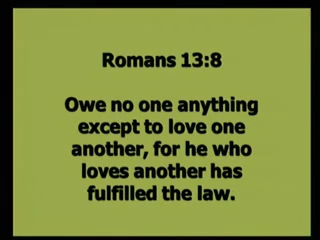 Romans 13:8
Owe no one anything
except to love one
another, for he who
loves another has
fulfilled the law.